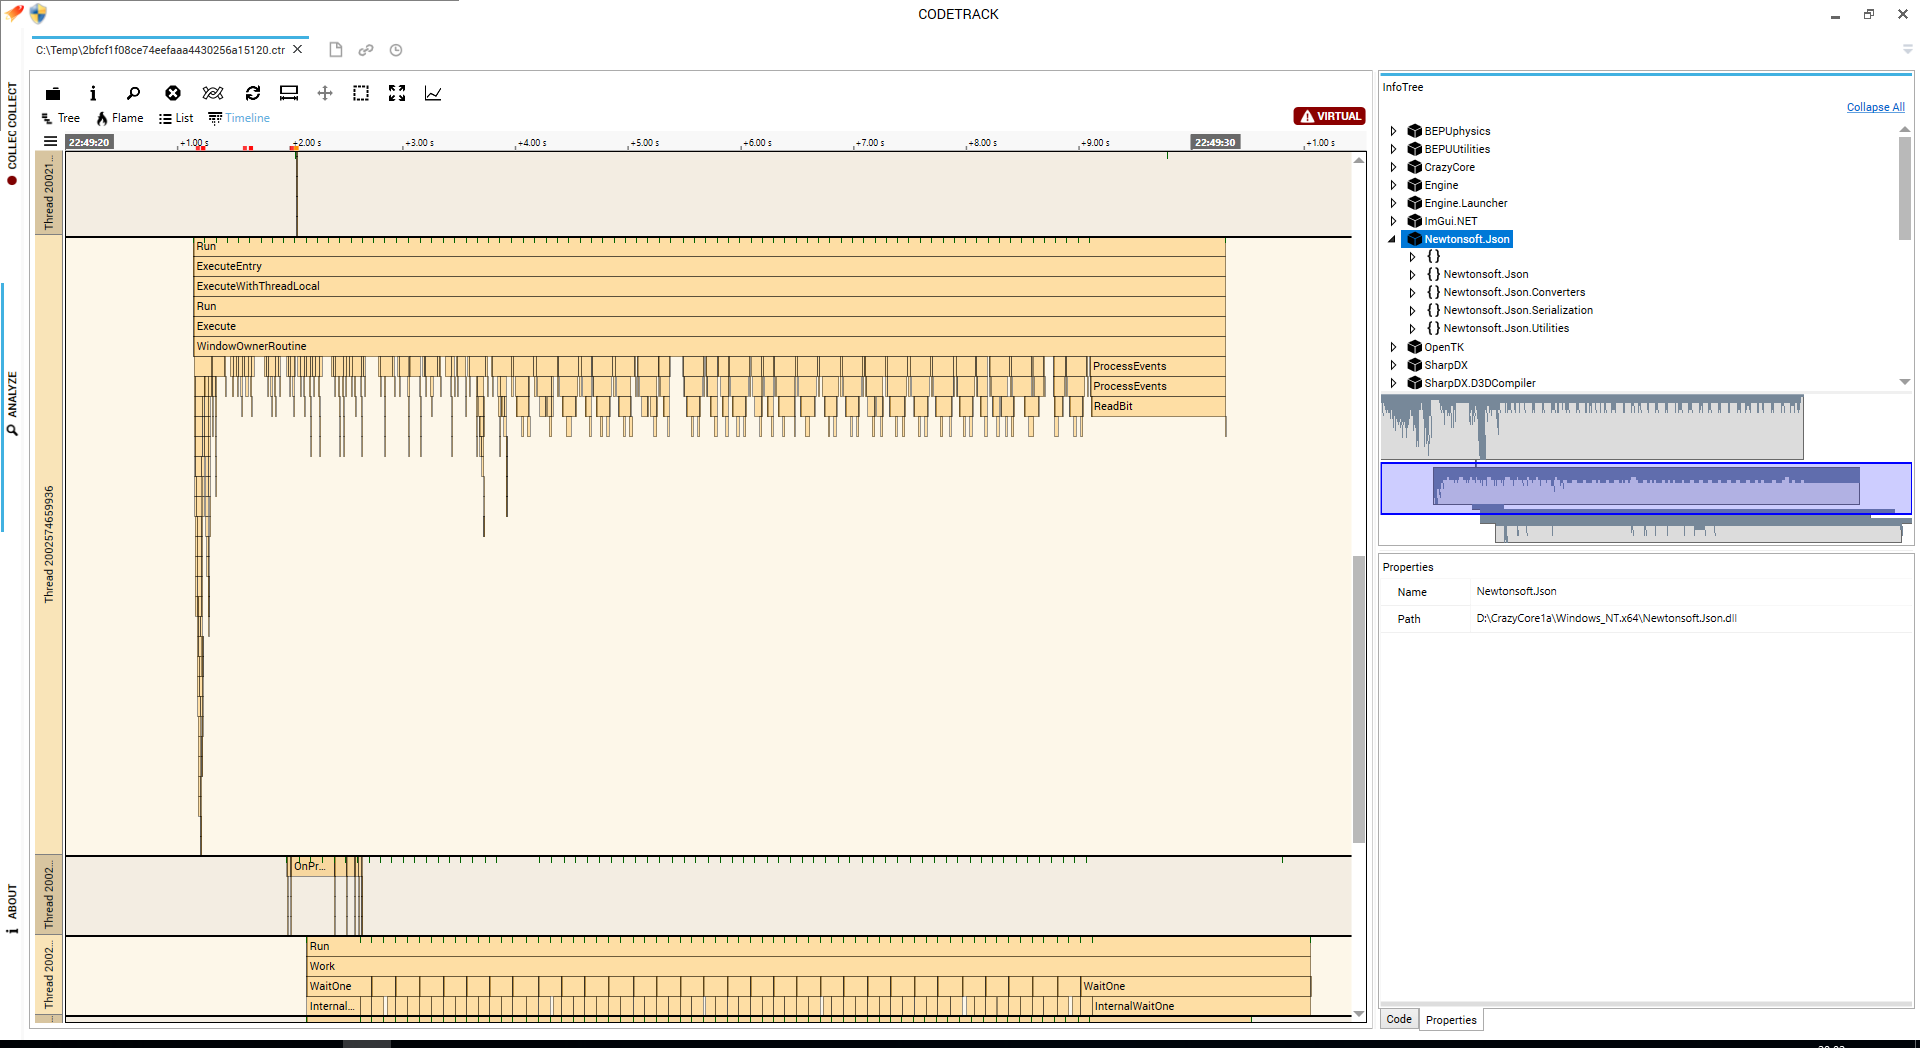 CODETRACK
C:\Temp\2bfcf1f08ce74eefaaa4430256a15120.ctr
COLLECT
COLLEC
ANALYZE
ABOUT
Tree Flame List Timeline
VIRTUAL
22:49:20 +1.00 s +2.00 s +3.00 s +4.00 s +5.00 s +6.00 s +7.00 s +8.00 s +9.00 s 22:49:30 +1.00 s
Thread 20021...
Thread 2002574659936
Run
ExecuteEntry
ExecuteWithThreadLocal
Run
Execute
WindowOwnerRoutine
ProcessEvents
ProcessEvents
ReadBit
Thread 2002...
OnPr...
Thread 2002...
Run
Work
WaitOne WaitOne
Internal... InternalWaitOne
InfoTree
Collapse All
BEPUphysics
BEPUUtilities
CrazyCore
Engine
Engine.Launcher
ImGui.NET
Newtonsoft.Json
{}
{} Newtonsoft.Json
{} Newtonsoft.Json.Converters
{} Newtonsoft.Json.Serialization
{} Newtonsoft.Json.Utilities
OpenTK
SharpDX
SharpDX.D3DCompiler
Properties
Name Newtonsoft.Json
Path D:\CrazyCore1a\Windows_NT.x64\Newtonsoft.Json.dll
Code Properties